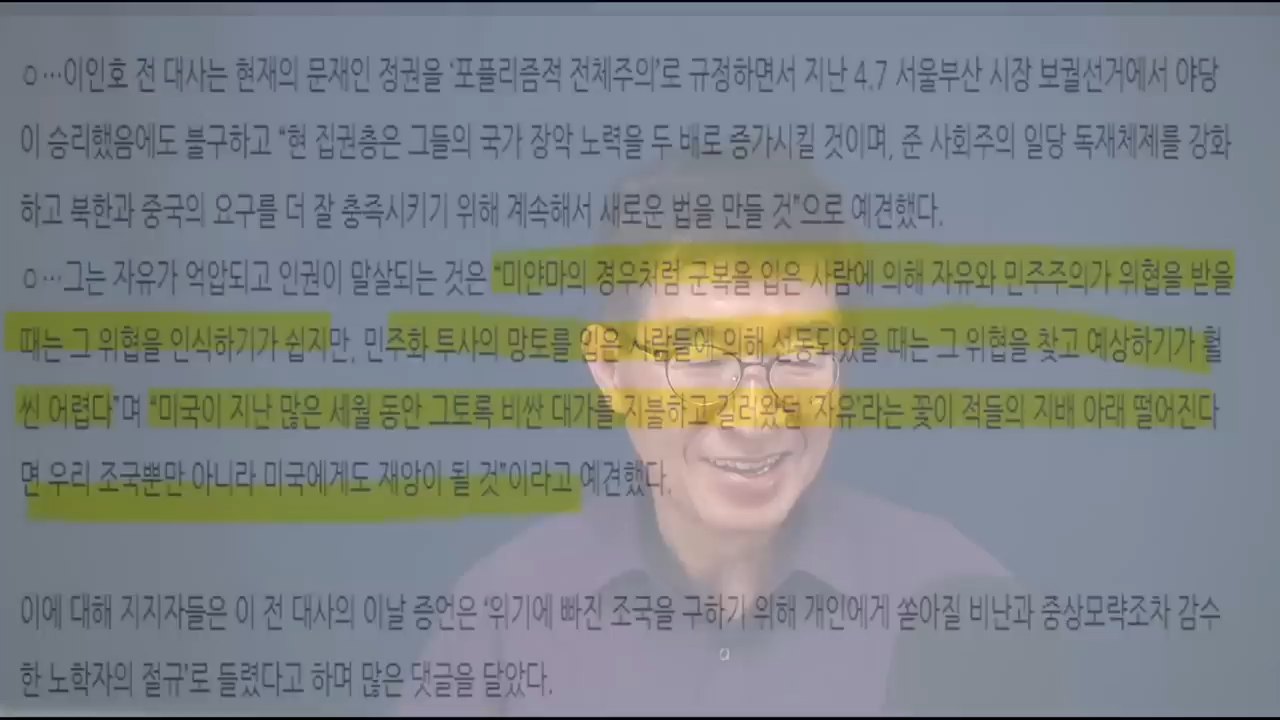 ㅇ…이인호 전 대사는 현재의 문재인 정권을 ‘포플리즘적 전체주의’로 규정하면서 지난 4.7 서울부산 시장 보궐선거에서 야당
이 승리했음에도 불구하고 “현 집권층은 그들의 국가 장악 노력을 두 배로 증가시킬 것이며, 준 사회주의 일당 독재체제를 강화
하고 북한과 중국의 요구를 더 잘 충족시키기 위해 계속해서 새로운 법을 만들 것”으로 예견했다.
ㅇ…그는 자유가 억압되고 인권이 말살되는 것은 “미얀마의 경우처럼 군복을 입은 사람에 의해 자유와 민주주의가 위협을 받을
때는 그 위협을 인식하기가 쉽지만, 민주화 투사의 망토를 입은 사람들에 의해 선동되었을 때는 그 위협을 찾고 예상하기가 훨
씬 어렵다”며 “미국이 지난 많은 세월 동안 그토록 비싼 대가를 지불하고 길러왔던 ‘자유’라는 꽃이 적들의 지배 아래 떨어진다
면 우리 조국뿐만 아니라 미국에게도 재앙이 될 것”이라고 예견했다.
이에 대해 지지자들은 이 전 대사의 이날 증언은 ‘위기에 빠진 조국을 구하기 위해 개인에게 쏟아질 비난과 중상모략조차 감수
한 노학자의 절규’로 들렸다고 하며 많은 댓글을 달았다.